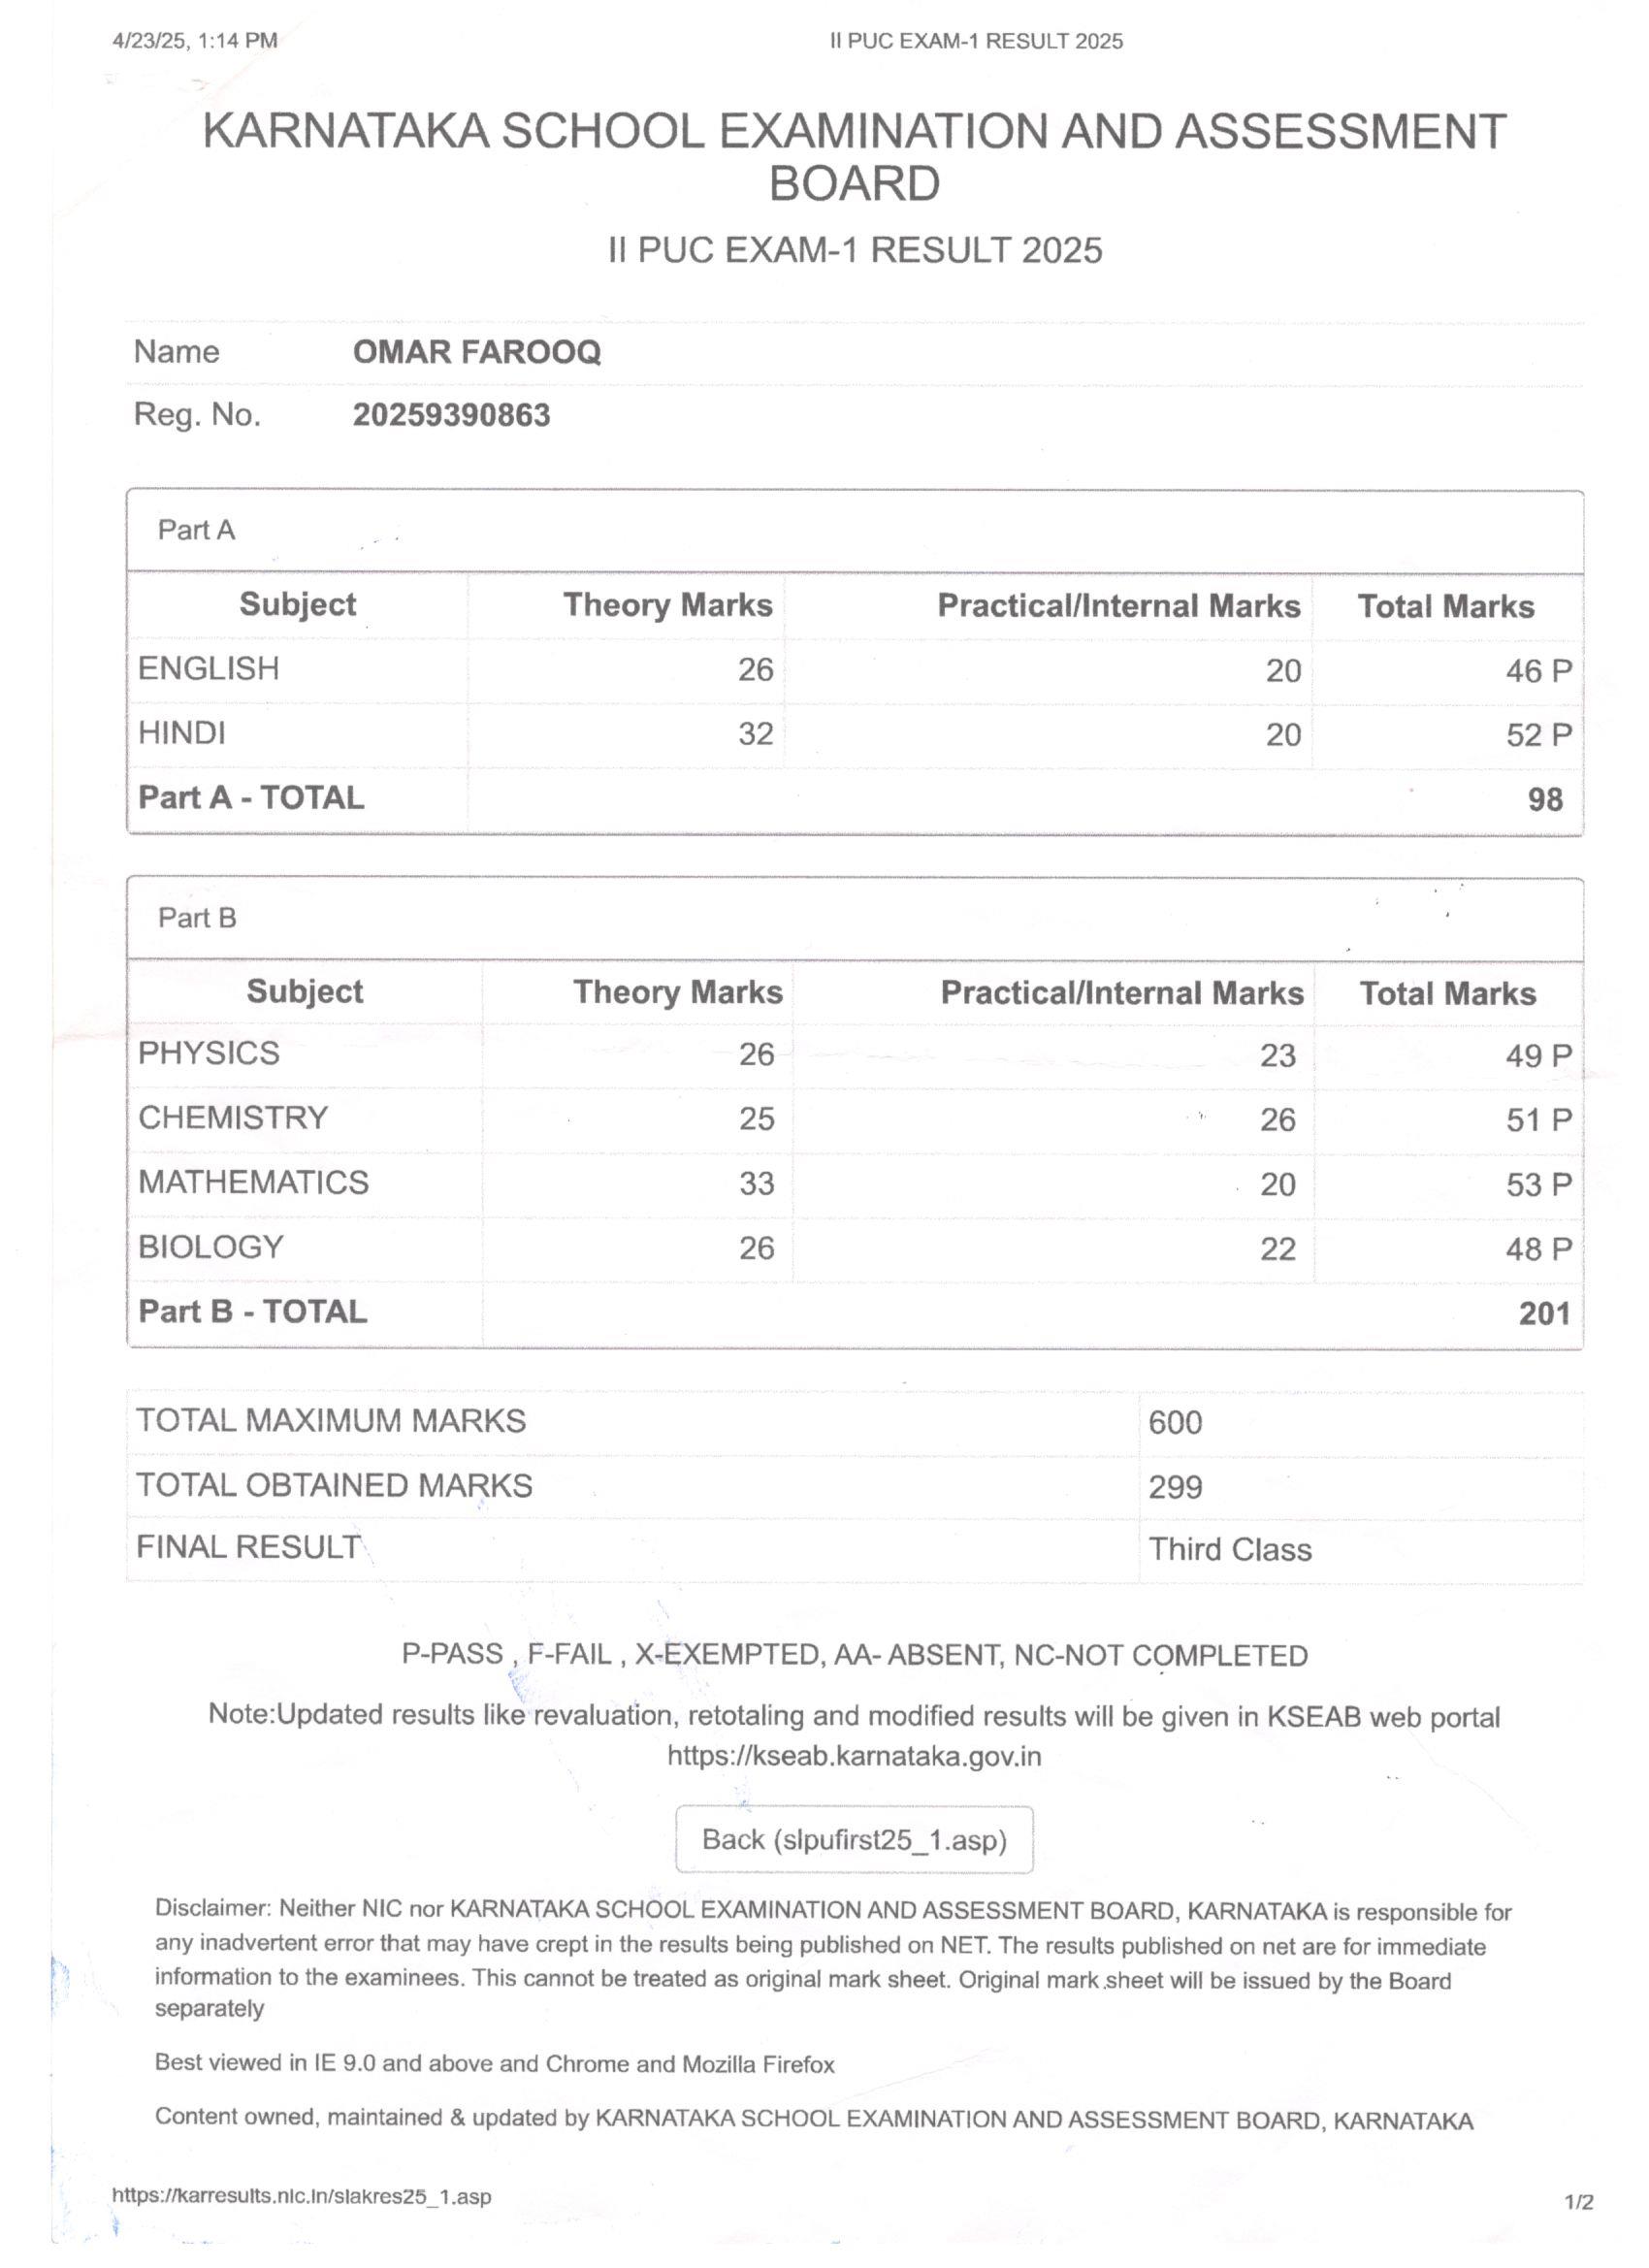 4/23/25, 1:14 PM II PUC EXAM-1 RESULT 2025
KARNATAKA SCHOOL EXAMINATION AND ASSESSMENT
BOARD
II PUC EXAM-1 RESULT 2025
Name OMAR FAROOQ
Reg. No. 20259390863
Part A
Subject Theory Marks Practical/Internal Marks Total Marks
ENGLISH 26 20 46 P
HINDI 32 20 52 P
Part A - TOTAL 98
Part B
Subject Theory Marks Practical/Internal Marks Total Marks
PHYSICS 26 23 49 P
CHEMISTRY 25 26 51 P
MATHEMATICS 33 20 53 P
BIOLOGY 26 22 48 P
Part B - TOTAL 201
TOTAL MAXIMUM MARKS 600
TOTAL OBTAINED MARKS 299
FINAL RESULT Third Class
P-PASS , F-FAIL , X-EXEMPTED, AA- ABSENT, NC-NOT COMPLETED
Note:Updated results like revaluation, retotaling and modified results will be given in KSEAB web portal
https://kseab.karnataka.gov.in
Back (slpufirst25_1.asp)
Disclaimer: Neither NIC nor KARNATAKA SCHOOL EXAMINATION AND ASSESSMENT BOARD, KARNATAKA is responsible for
any inadvertent error that may have crept in the results being published on NET. The results published on net are for immediate
information to the examinees. This cannot be treated as original mark sheet. Original mark sheet will be issued by the Board
separately
Best viewed in IE 9.0 and above and Chrome and Mozilla Firefox
Content owned, maintained & updated by KARNATAKA SCHOOL EXAMINATION AND ASSESSMENT BOARD, KARNATAKA
https://karresults.nic.in/slakres25_1.asp 1/2